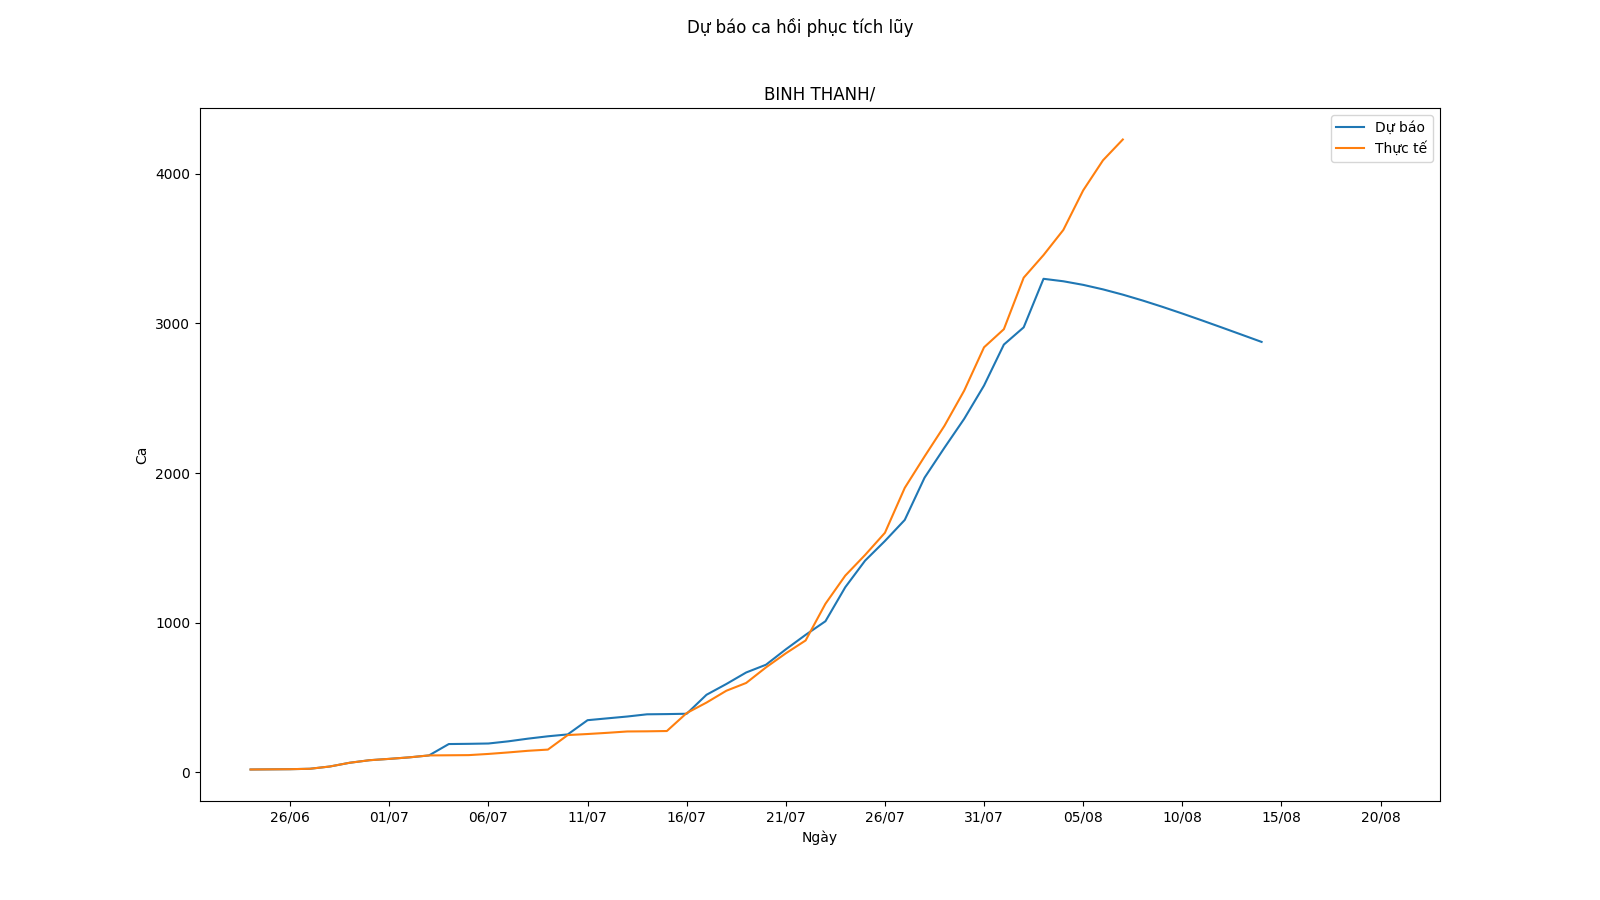 Dự báo ca hồi phục tích lũy
BINH THANH/
Dự báo
Thực tế
4000
3000
2000
1000
0
Ca
26/06 01/07 06/07 11/07 16/07 21/07 26/07 31/07 05/08 10/08 15/08 20/08
Ngày